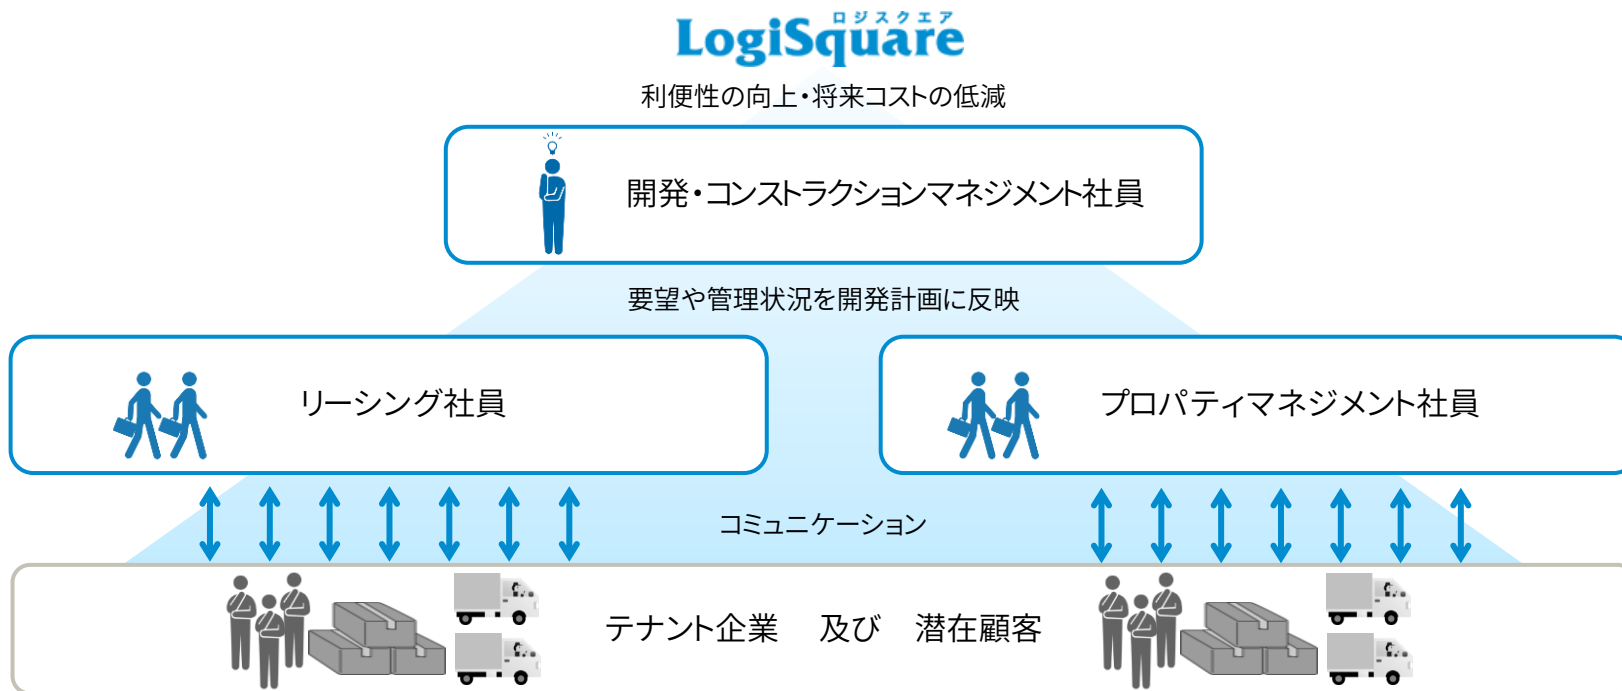 ロジスクエア
LogiSquare
利便性の向上・将来コストの低減
開発・コンストラクションマネジメント社員
要望や管理状況を開発計画に反映
リーシング社員
プロパティマネジメント社員
コミュニケーション
テナント企業　及び　潜在顧客